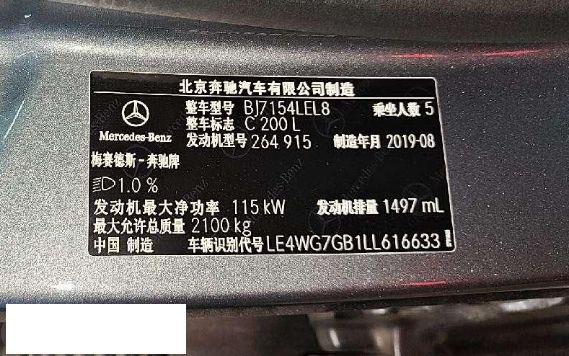 北京奔驰汽车有限公司制造
整车型号 BJ7154LEL8 乘坐人数 5
整车标志 C 200 L
Mercedes-Benz 发动机型号 264 915 制造年月 2019-08
梅赛德斯-奔驰牌
1.0 %
发动机最大净功率 115 kW 发动机排量 1497 mL
最大允许总质量 2100 kg
中国 制造 车辆识别代号 LE4WG7GB1LL616633